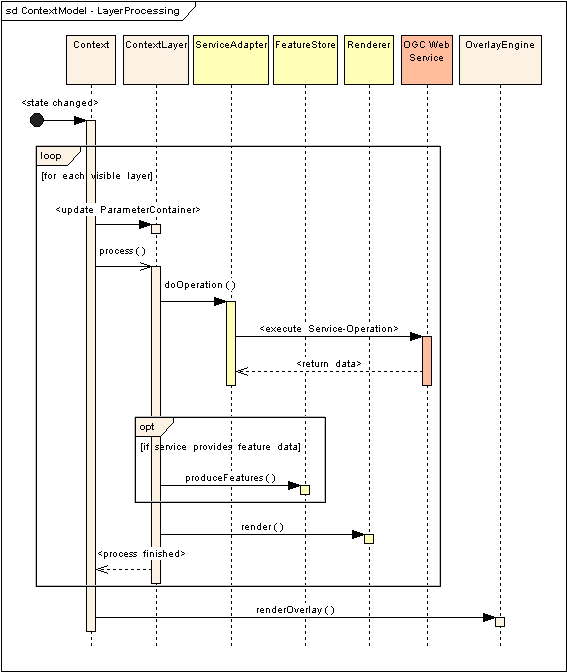 sd ContextModel - LayerProcessing
Context
ContextLayer
ServiceAdapter
FeatureStore
Renderer
OGC Web
Service
OverlayEngine
<state changed>
loop
[for each visible layer]
<update ParameterContainer>
process()
doOperation()
<execute Service-Operation>
<return data>
opt
[if service provides feature data]
produceFeatures()
render()
<process finished>
renderOverlay()